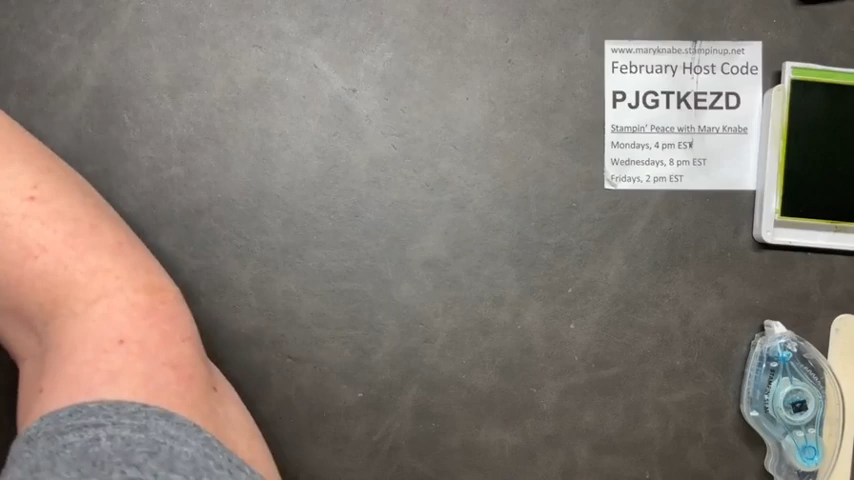 www.maryknabe.stampinup.net
February Host Code
PJGTKEZD
Stampin' Peace with Mary Knabe
Mondays, 4 pm EST
Wednesdays, 8 pm EST
Fridays, 2 pm EST